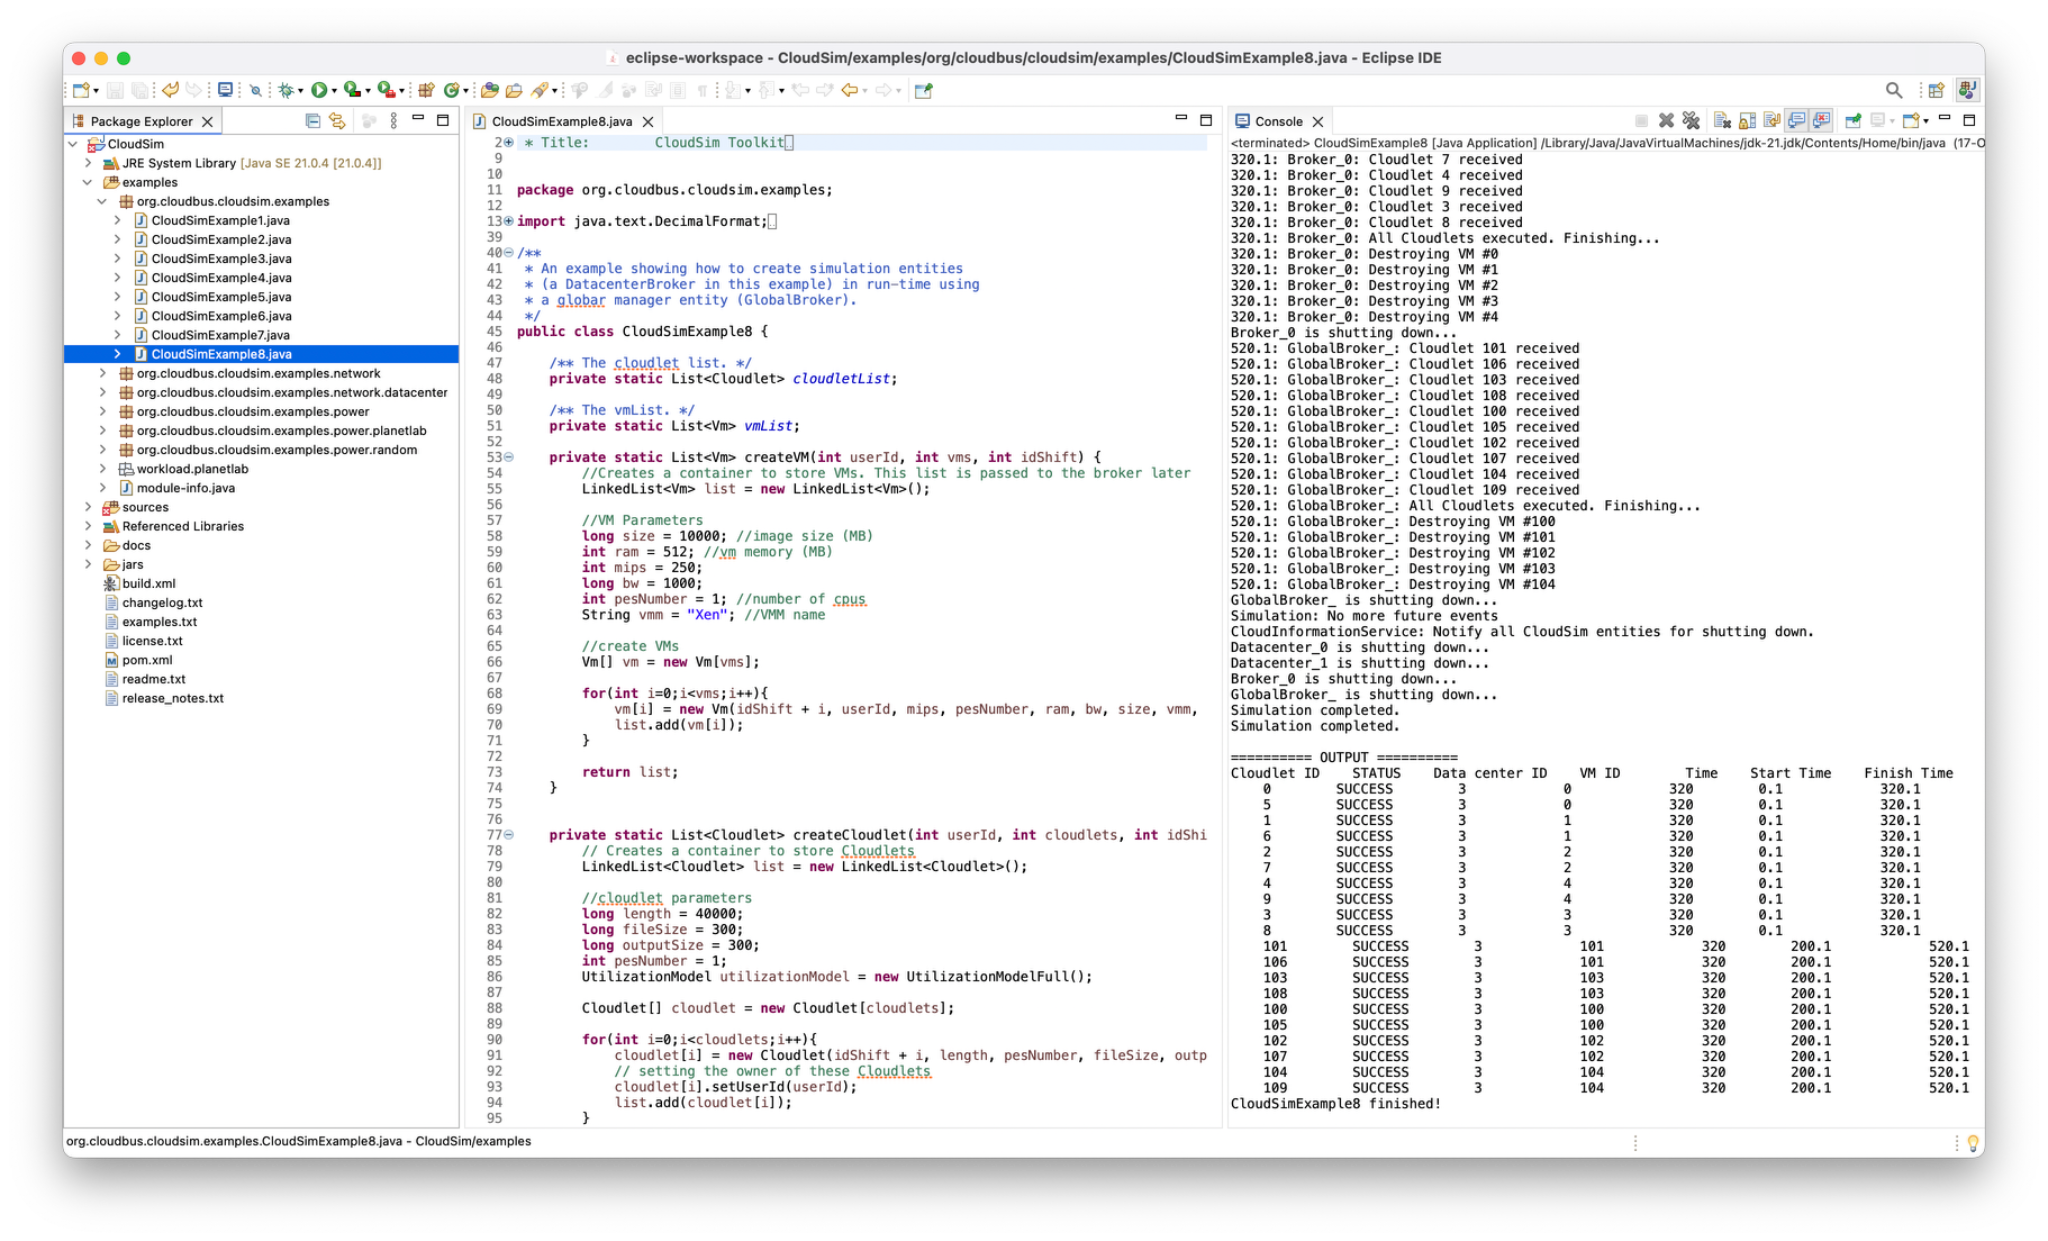 eclipse-workspace - CloudSim/examples/org/cloudbus/cloudsim/examples/CloudSimExample8.java - Eclipse IDE
Package Explorer
CloudSim
JRE System Library [Java SE 21.0.4 [21.0.4]]
examples
org.cloudbus.cloudsim.examples
CloudSimExample1.java
CloudSimExample2.java
CloudSimExample3.java
CloudSimExample4.java
CloudSimExample5.java
CloudSimExample6.java
CloudSimExample7.java
CloudSimExample8.java
org.cloudbus.cloudsim.examples.network
org.cloudbus.cloudsim.examples.network.datacenter
org.cloudbus.cloudsim.examples.power
org.cloudbus.cloudsim.examples.power.planetlab
org.cloudbus.cloudsim.examples.power.random
workload.planetlab
module-info.java
sources
Referenced Libraries
docs
jars
build.xml
changelog.txt
examples.txt
license.txt
pom.xml
readme.txt
release_notes.txt
CloudSimExample8.java
2 * Title:        CloudSim Toolkit
9
10
11 package org.cloudbus.cloudsim.examples;
12
13 import java.text.DecimalFormat;
39
40 /**
41  * An example showing how to create simulation entities
42  * (a DatacenterBroker in this example) in run-time using
43  * a globar manager entity (GlobalBroker).
44  */
45 public class CloudSimExample8 {
46
47     /** The cloudlet list. */
48     private static List<Cloudlet> cloudletList;
49
50     /** The vmList. */
51     private static List<Vm> vmList;
52
53     private static List<Vm> createVM(int userId, int vms, int idShift) {
54         //Creates a container to store VMs. This list is passed to the broker later
55         LinkedList<Vm> list = new LinkedList<Vm>();
56
57         //VM Parameters
58         long size = 10000; //image size (MB)
59         int ram = 512; //vm memory (MB)
60         int mips = 250;
61         long bw = 1000;
62         int pesNumber = 1; //number of cpus
63         String vmm = "Xen"; //VMM name
64
65         //create VMs
66         Vm[] vm = new Vm[vms];
67
68         for(int i=0;i<vms;i++){
69             vm[i] = new Vm(idShift + i, userId, mips, pesNumber, ram, bw, size, vmm,
70             list.add(vm[i]);
71         }
72
73         return list;
74     }
75
76
77     private static List<Cloudlet> createCloudlet(int userId, int cloudlets, int idShi
78         // Creates a container to store Cloudlets
79         LinkedList<Cloudlet> list = new LinkedList<Cloudlet>();
80
81         //cloudlet parameters
82         long length = 40000;
83         long fileSize = 300;
84         long outputSize = 300;
85         int pesNumber = 1;
86         UtilizationModel utilizationModel = new UtilizationModelFull();
87
88         Cloudlet[] cloudlet = new Cloudlet[cloudlets];
89
90         for(int i=0;i<cloudlets;i++){
91             cloudlet[i] = new Cloudlet(idShift + i, length, pesNumber, fileSize, outp
92             // setting the owner of these Cloudlets
93             cloudlet[i].setUserId(userId);
94             list.add(cloudlet[i]);
95         }
Console
<terminated> CloudSimExample8 [Java Application] /Library/Java/JavaVirtualMachines/jdk-21.jdk/Contents/Home/bin/java (17-O
320.1: Broker_0: Cloudlet 7 received
320.1: Broker_0: Cloudlet 4 received
320.1: Broker_0: Cloudlet 9 received
320.1: Broker_0: Cloudlet 3 received
320.1: Broker_0: Cloudlet 8 received
320.1: Broker_0: All Cloudlets executed. Finishing...
320.1: Broker_0: Destroying VM #0
320.1: Broker_0: Destroying VM #1
320.1: Broker_0: Destroying VM #2
320.1: Broker_0: Destroying VM #3
320.1: Broker_0: Destroying VM #4
Broker_0 is shutting down...
520.1: GlobalBroker_: Cloudlet 101 received
520.1: GlobalBroker_: Cloudlet 106 received
520.1: GlobalBroker_: Cloudlet 103 received
520.1: GlobalBroker_: Cloudlet 108 received
520.1: GlobalBroker_: Cloudlet 100 received
520.1: GlobalBroker_: Cloudlet 105 received
520.1: GlobalBroker_: Cloudlet 102 received
520.1: GlobalBroker_: Cloudlet 107 received
520.1: GlobalBroker_: Cloudlet 104 received
520.1: GlobalBroker_: Cloudlet 109 received
520.1: GlobalBroker_: All Cloudlets executed. Finishing...
520.1: GlobalBroker_: Destroying VM #100
520.1: GlobalBroker_: Destroying VM #101
520.1: GlobalBroker_: Destroying VM #102
520.1: GlobalBroker_: Destroying VM #103
520.1: GlobalBroker_: Destroying VM #104
GlobalBroker_ is shutting down...
Simulation: No more future events
CloudInformationService: Notify all CloudSim entities for shutting down.
Datacenter_0 is shutting down...
Datacenter_1 is shutting down...
Broker_0 is shutting down...
GlobalBroker_ is shutting down...
Simulation completed.
Simulation completed.
========== OUTPUT ==========
Cloudlet ID    STATUS    Data center ID    VM ID    Time    Start Time    Finish Time
0    SUCCESS    3    0    320    0.1    320.1
5    SUCCESS    3    0    320    0.1    320.1
1    SUCCESS    3    1    320    0.1    320.1
6    SUCCESS    3    1    320    0.1    320.1
2    SUCCESS    3    2    320    0.1    320.1
7    SUCCESS    3    2    320    0.1    320.1
4    SUCCESS    3    4    320    0.1    320.1
9    SUCCESS    3    4    320    0.1    320.1
3    SUCCESS    3    3    320    0.1    320.1
8    SUCCESS    3    3    320    0.1    320.1
101    SUCCESS    3    101    320    200.1    520.1
106    SUCCESS    3    101    320    200.1    520.1
103    SUCCESS    3    103    320    200.1    520.1
108    SUCCESS    3    103    320    200.1    520.1
100    SUCCESS    3    100    320    200.1    520.1
105    SUCCESS    3    100    320    200.1    520.1
102    SUCCESS    3    102    320    200.1    520.1
107    SUCCESS    3    102    320    200.1    520.1
104    SUCCESS    3    104    320    200.1    520.1
109    SUCCESS    3    104    320    200.1    520.1
CloudSimExample8 finished!
org.cloudbus.cloudsim.examples.CloudSimExample8.java - CloudSim/examples